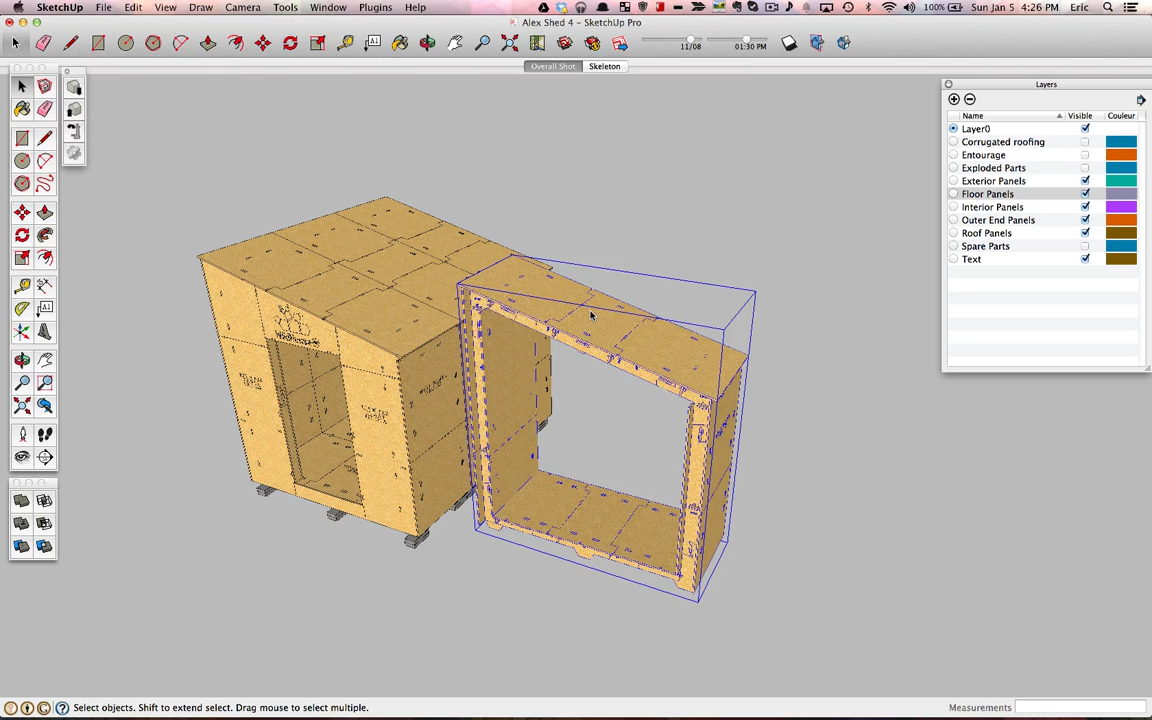 SketchUp File Edit View Draw Camera Tools Window Plugins Help 100% Sun Jan 5 4:26 PM Eric
Alex Shed 4 – SketchUp Pro
A1 11/08 01:30 PM
Overall Shot Skeleton
Layers
Name Visible Couleur
Layer0
Corrugated roofing
Entourage
Exploded Parts
Exterior Panels
Floor Panels
Interior Panels
Outer End Panels
Roof Panels
Spare Parts
Text
A1
Select objects. Shift to extend select. Drag mouse to select multiple.
Measurements